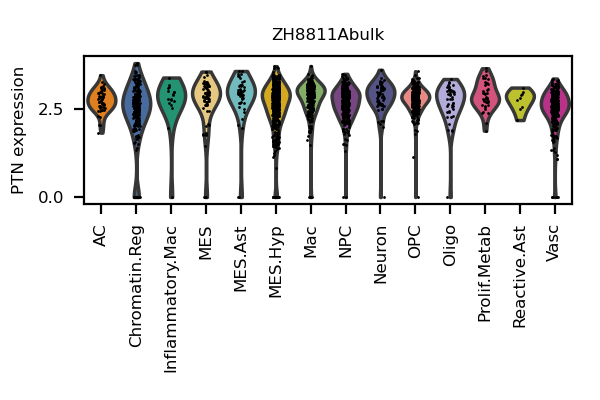 ZH8811Abulk
PTN expression
2.5
0.0
AC
Chromatin.Reg
Inflammatory.Mac
MES
MES.Ast
MES.Hyp
Mac
NPC
Neuron
OPC
Oligo
Prolif.Metab
Reactive.Ast
Vasc